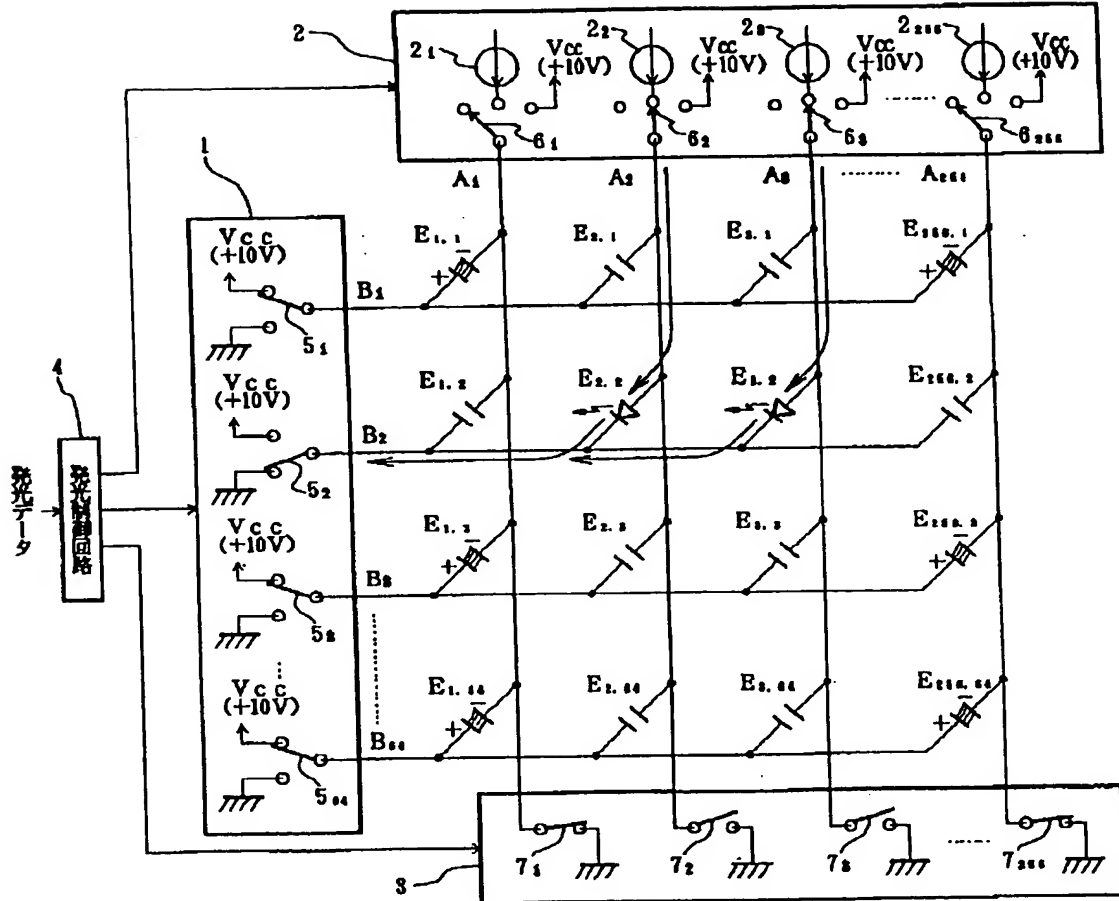 2
2₁
Vcc
(+10V)
2₂
Vcc
(+10V)
2₃
Vcc
(+10V)
2₂₅₆
Vcc
(+10V)
6₁
6₂
6₃
6₂₅₆
A₁
A₂
A₃
A₂₅₆
1
Vcc
(+10V)
5₁
B₁
E₁.₁
E₂.₁
E₃.₁
E₂₅₆.₁
4
発光データ
発光制御回路
Vcc
(+10V)
5₂
B₂
E₁.₂
E₂.₂
E₃.₂
E₂₅₆.₂
Vcc
(+10V)
5₃
B₃
E₁.₃
E₂.₃
E₃.₃
E₂₅₆.₃
Vcc
(+10V)
5₆₄
B₆₄
E₁.₆₄
E₂.₆₄
E₃.₆₄
E₂₅₆.₆₄
3
7₁
7₂
7₃
7₂₅₆